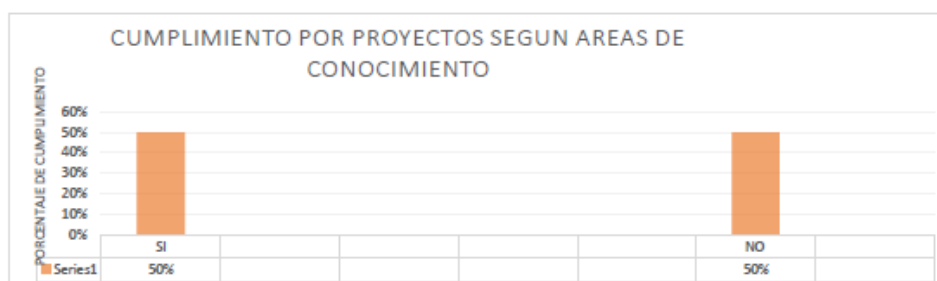 CUMPLIMIENTO POR PROYECTOS SEGUN AREAS DE
CONOCIMIENTO
PORCENTAJE DE CUMPLIMIENTO
60%
50%
40%
30%
20%
10%
0%
SI NO
Series1 50% 50%